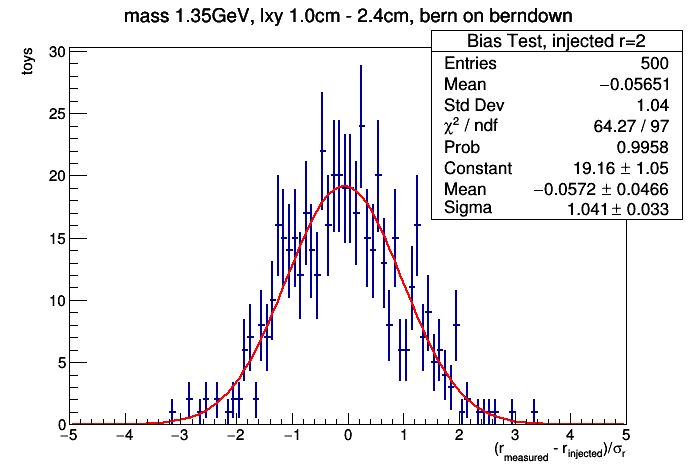 mass 1.35GeV, lxy 1.0cm - 2.4cm, bern on berndown
Bias Test, injected r=2
Entries 500
Mean −0.05651
Std Dev 1.04
χ² / ndf 64.27 / 97
Prob 0.9958
Constant 19.16 ± 1.05
Mean −0.0572 ± 0.0466
Sigma 1.041 ± 0.033
toys
30
25
20
15
10
5
0
−5 −4 −3 −2 −1 0 1 2 3 4 5
(r_measured - r_injected)/σ_r